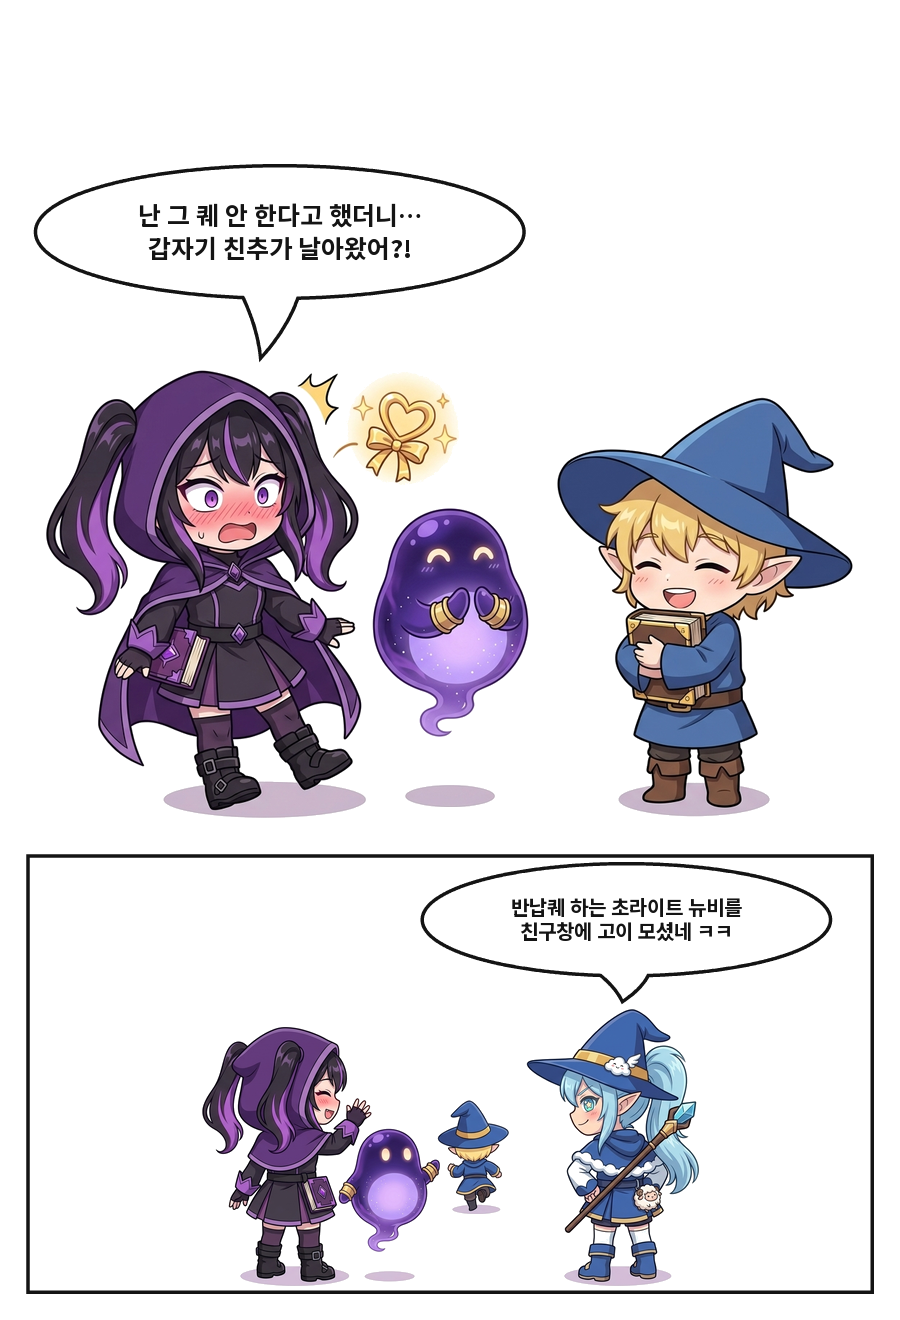 난 그 퀘 안 한다고 했더니…
갑자기 친추가 날아왔어?!
반납퀘 하는 초라이트 뉴비를
친구창에 고이 모셨네 ㅋㅋ